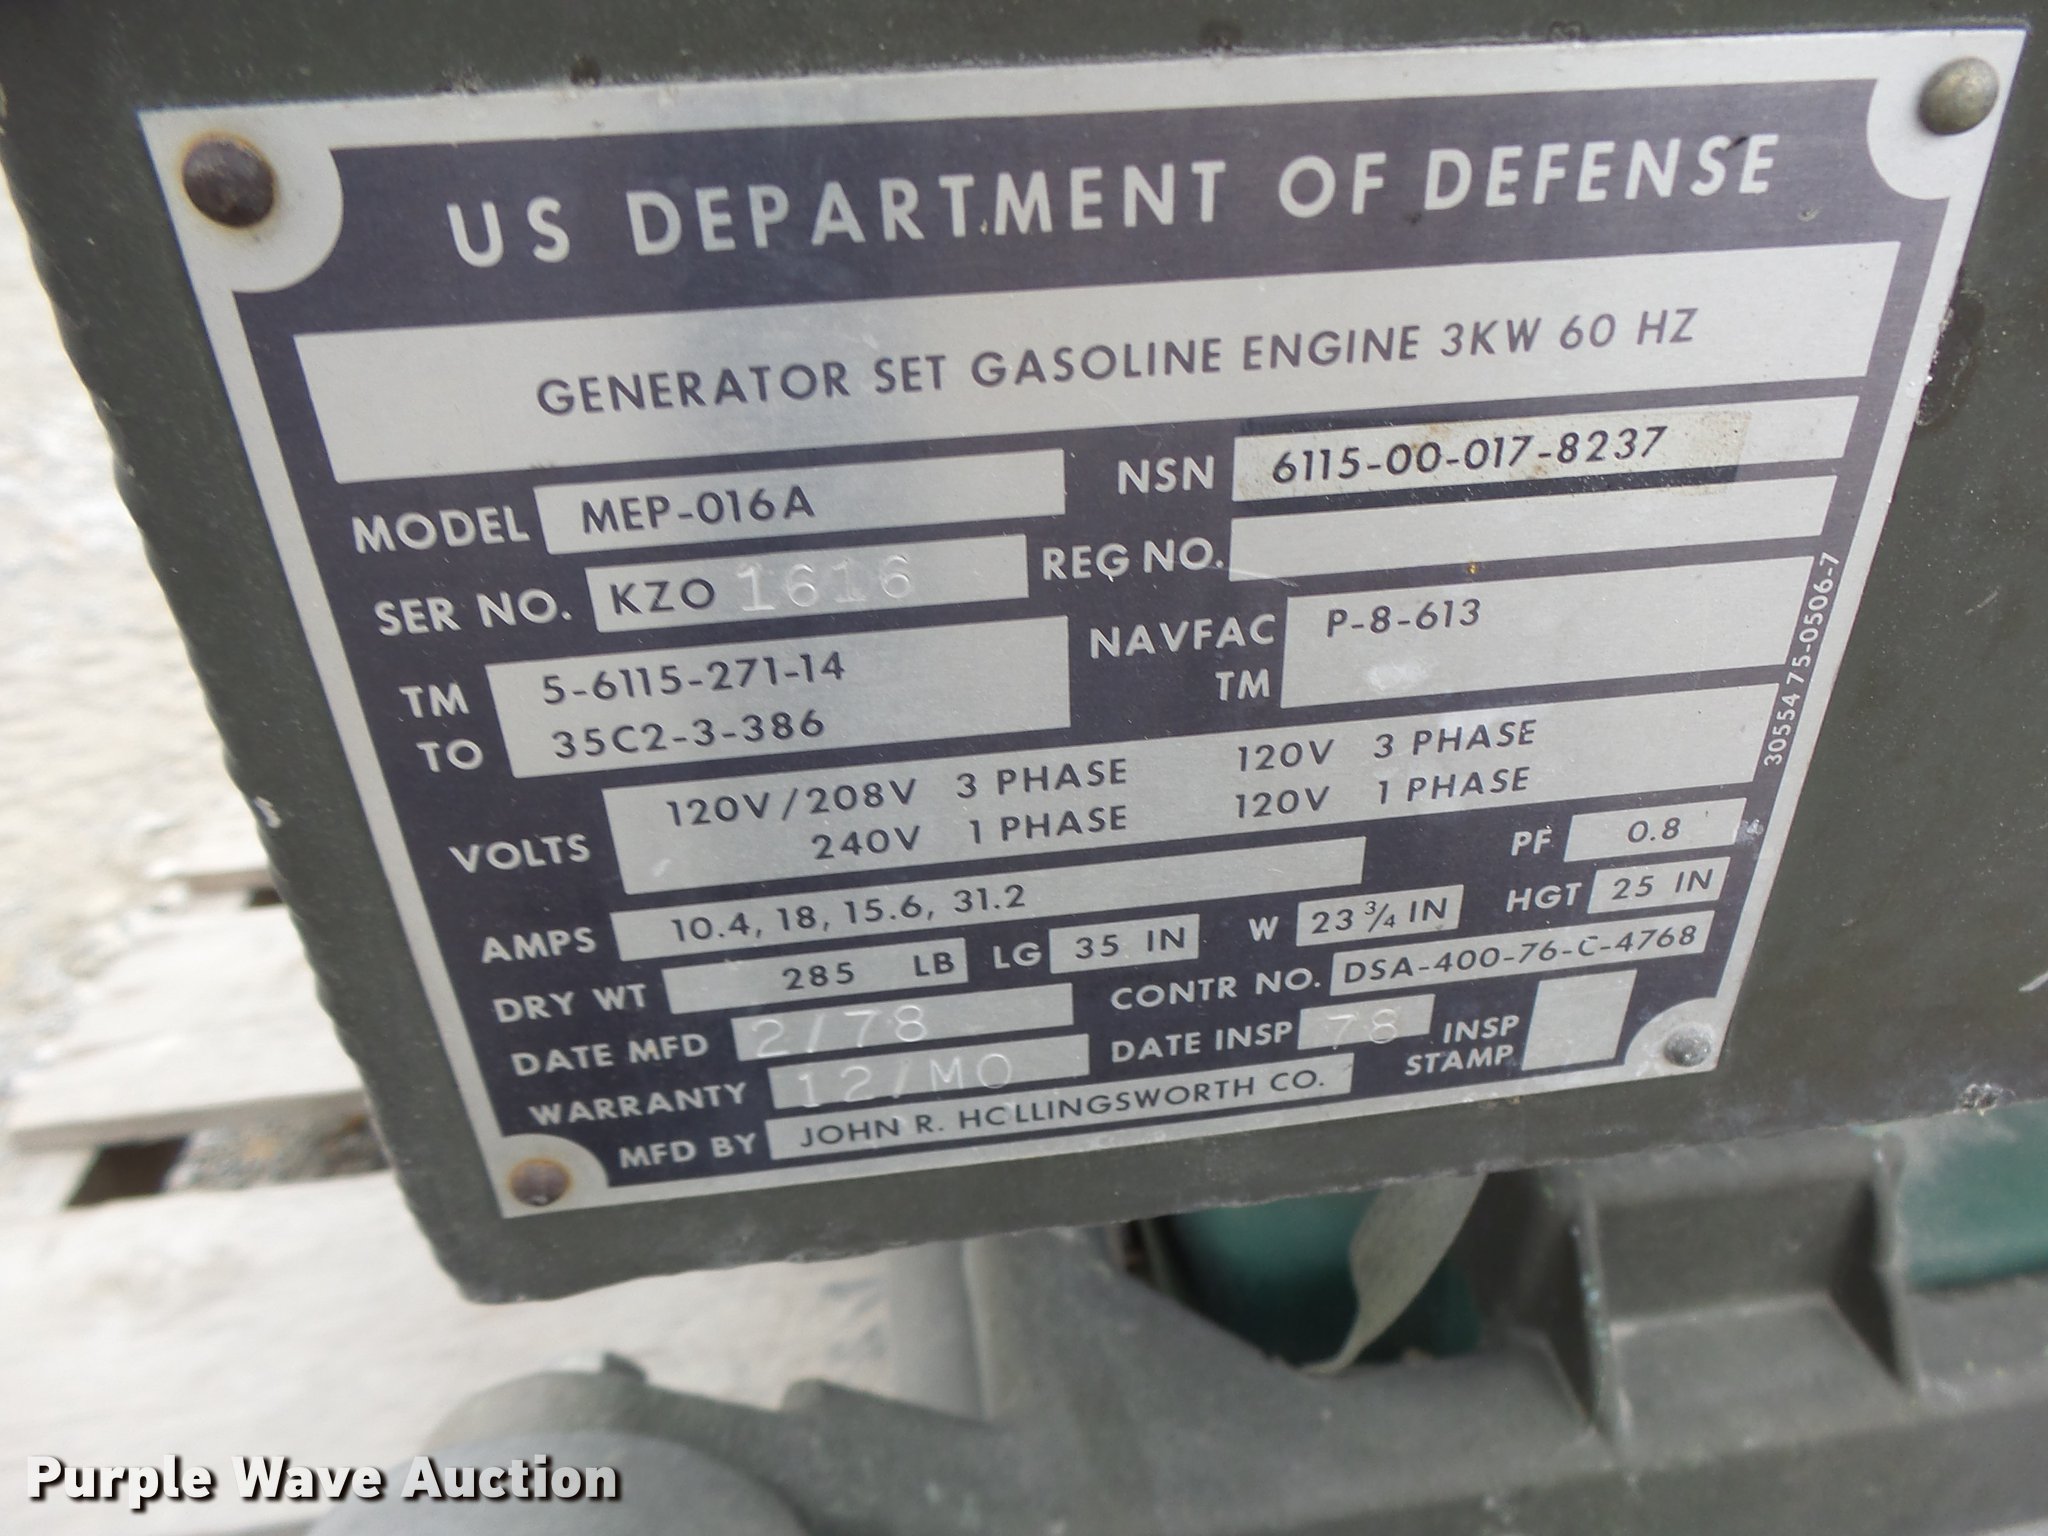 US DEPARTMENT OF DEFENSE
GENERATOR SET GASOLINE ENGINE 3KW 60 HZ
MODEL MEP-016A NSN 6115-00-017-8237
SER NO. KZO 1616 REG NO.
TM 5-6115-271-14 NAVFAC P-8-613
TO 35C2-3-386 TM
VOLTS 120V/208V 3 PHASE 120V 3 PHASE
240V 1 PHASE 120V 1 PHASE
PF 0.8
AMPS 10.4, 18, 15.6, 31.2
DRY WT 285 LB LG 35 IN W 23 3/4 IN HGT 25 IN
DATE MFD 2/78 CONTR NO. DSA-400-76-C-4768
WARRANTY 12/MO DATE INSP 78 INSP STAMP
MFD BY JOHN R. HOLLINGSWORTH CO.
30554 75-0506-7
Purple Wave Auction